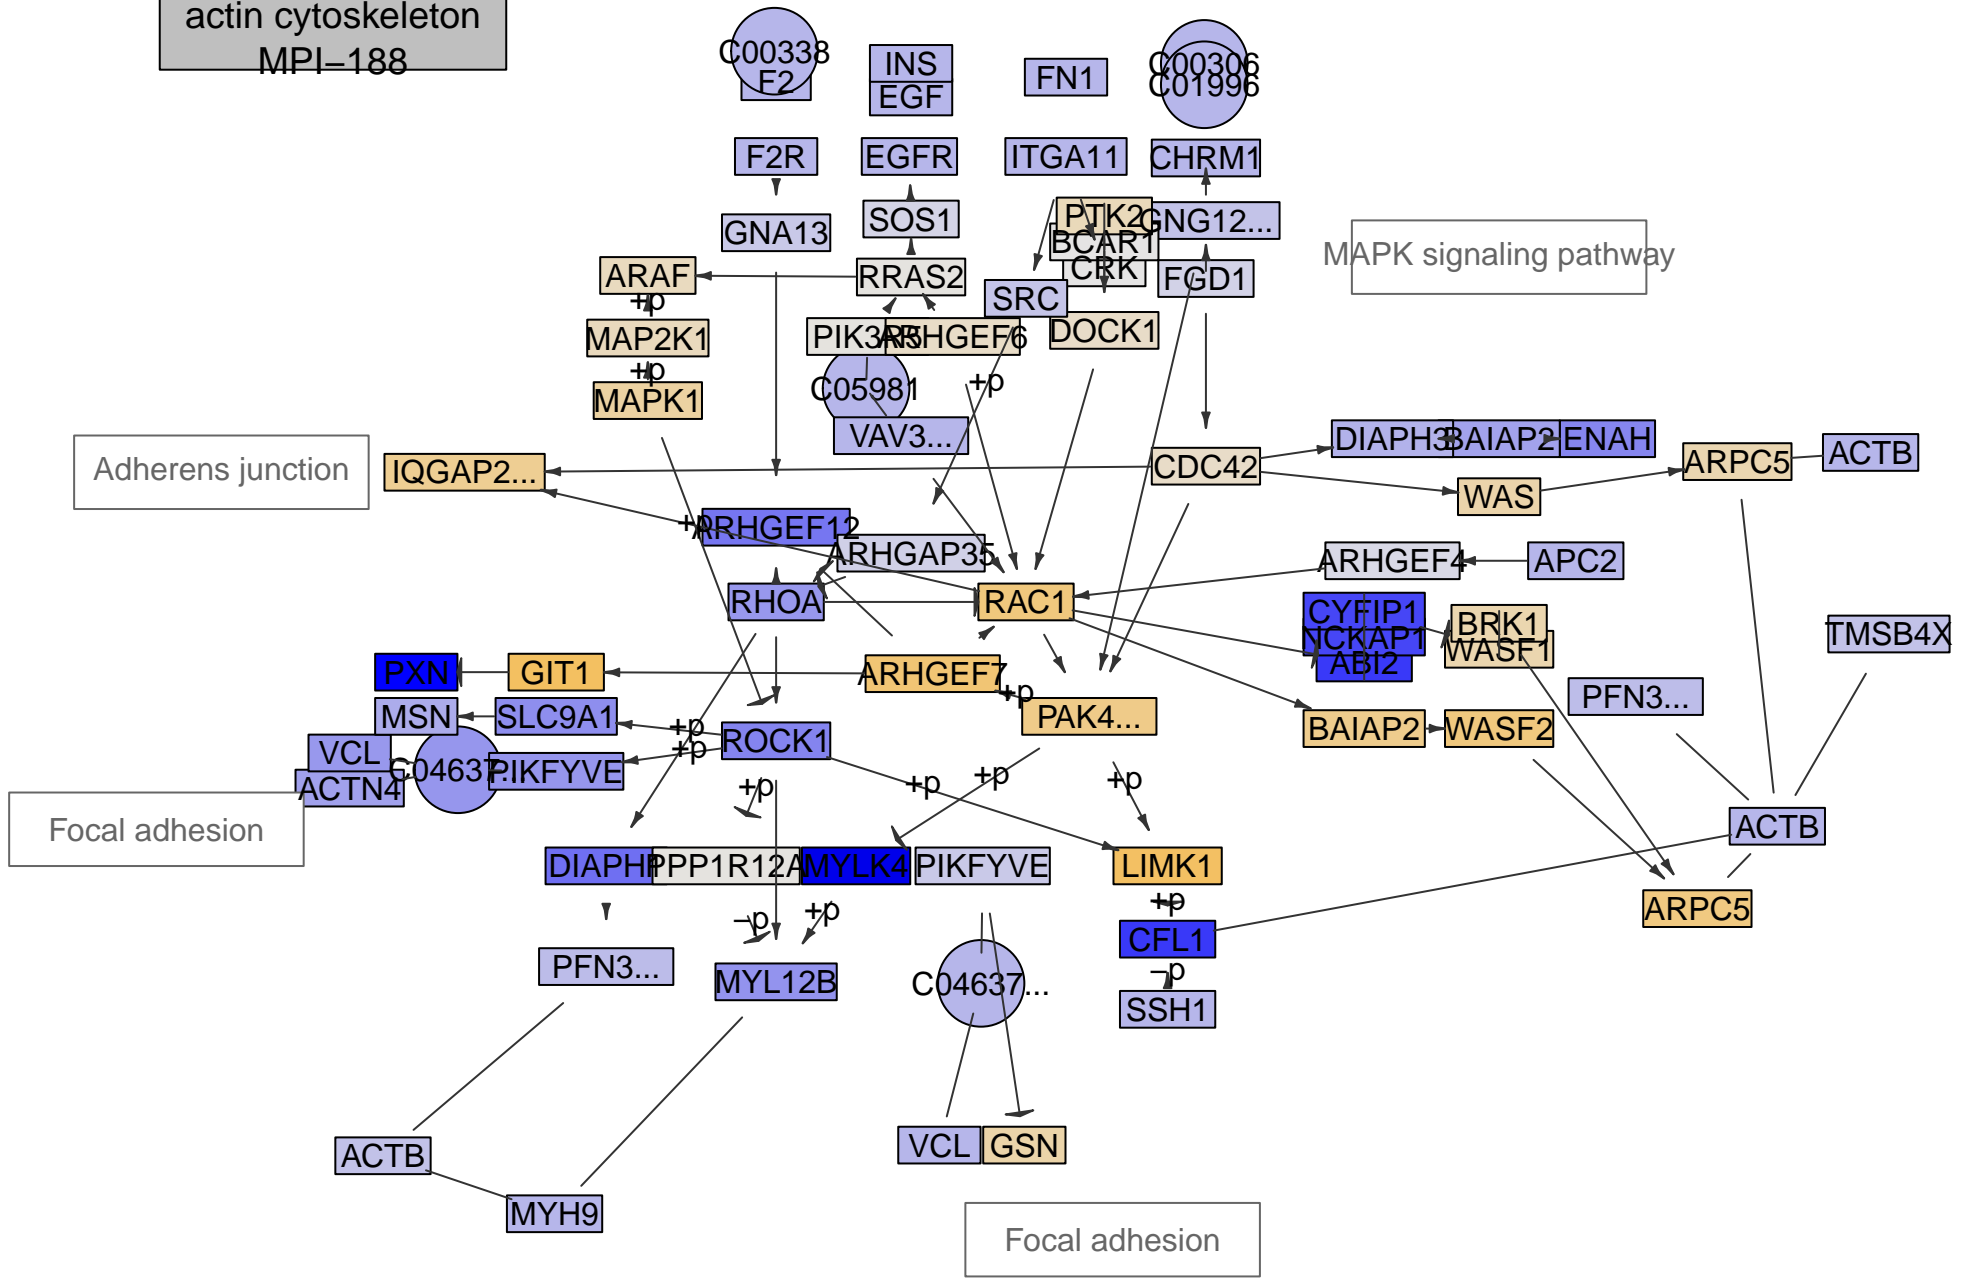 actin cytoskeleton
MPI−188
C00338
F2
INS
EGF
FN1
C00306
C01996
F2R
EGFR
ITGA11
CHRM1
GNA13
SOS1
PTK2
GNG12...
BCAR1
CRK
FGD1
MAPK signaling pathway
ARAF
+p
RRAS2
SRC
MAP2K1
+p
ARHGEF6
DOCK1
MAPK1
C05981
+p
VAV3...
Adherens junction
IQGAP2...
CDC42
DIAPH3
BAIAP2
ENAH
WAS
ARPC5
ACTB
+p
ARHGEF12
ARHGAP35
ARHGEF4
APC2
RHOA
RAC1
CYFIP1
NCKAP1
ABI2
BRK1
WASF1
TMSB4X
PXN
GIT1
ARHGEF7
+p
PAK4...
PFN3...
MSN
SLC9A1
+p
ROCK1
BAIAP2
WASF2
VCL
ACTN4
C04637...
PIKFYVE
+p
+p
+p
+p
+p
Focal adhesion
ACTB
PPP1R12A
MYLK4
PIKFYVE
LIMK1
+p
−p
+p
ARPC5
CFL1
−p
PFN3...
MYL12B
C04637...
SSH1
ACTB
VCL
GSN
MYH9
Focal adhesion